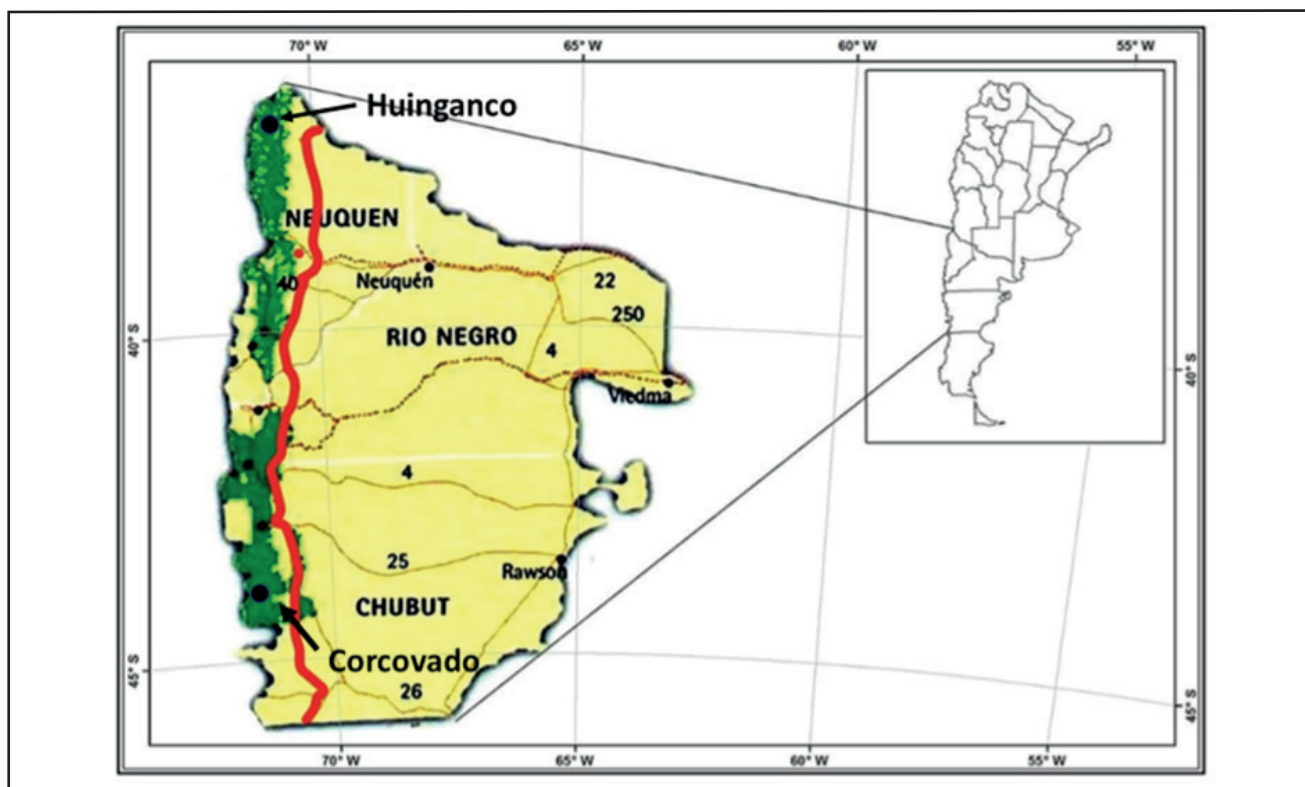 70° W 65° W 60° W 55° W
Huinganco
NEUQUEN
Neuquén
40
22
250
RIO NEGRO
4
40° S
40° S
Viedma
4
25
Rawson
CHUBUT
Corcovado
26
45° S
45° S
70° W 65° W 60° W 55° W